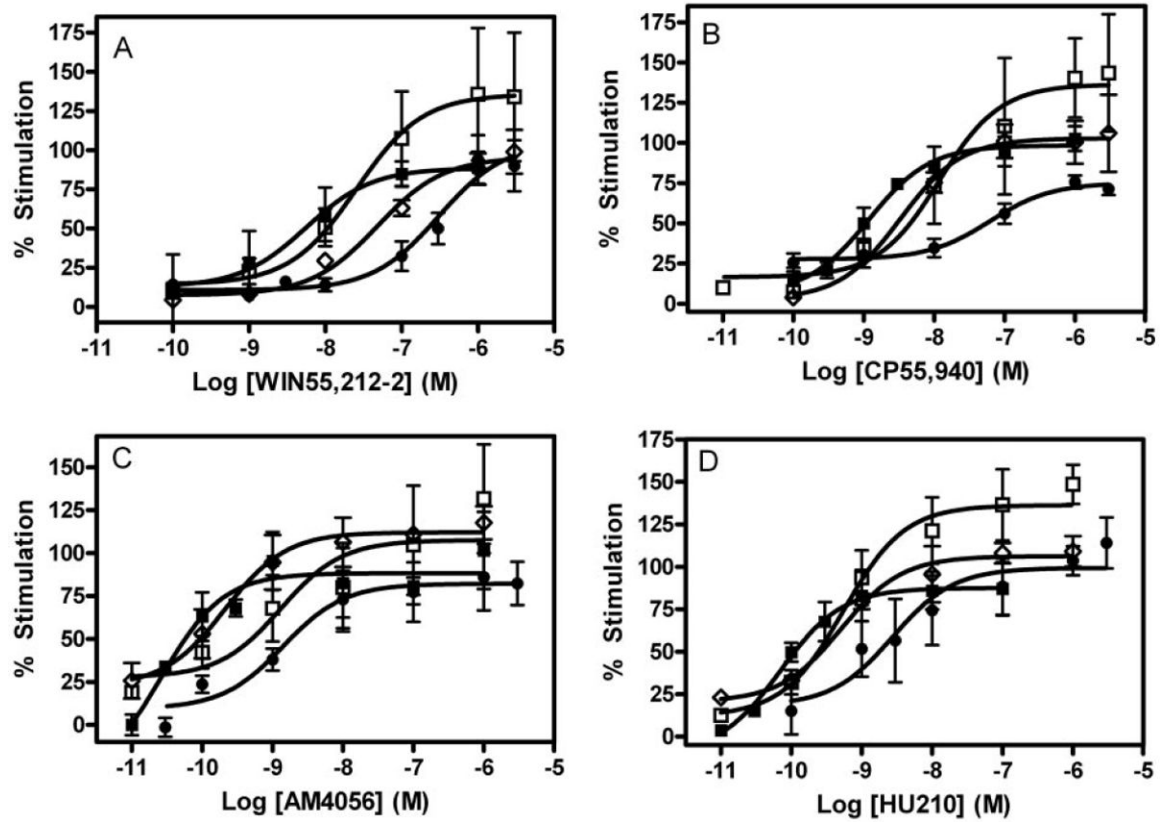 A
% Stimulation
175
150
125
100
75
50
25
0
-11 -10 -9 -8 -7 -6 -5
Log [WIN55,212-2] (M)
B
% Stimulation
175
150
125
100
75
50
25
0
-11 -10 -9 -8 -7 -6 -5
Log [CP55,940] (M)
C
% Stimulation
150
125
100
75
50
25
0
-11 -10 -9 -8 -7 -6 -5
Log [AM4056] (M)
D
% Stimulation
175
150
125
100
75
50
25
0
-11 -10 -9 -8 -7 -6 -5
Log [HU210] (M)